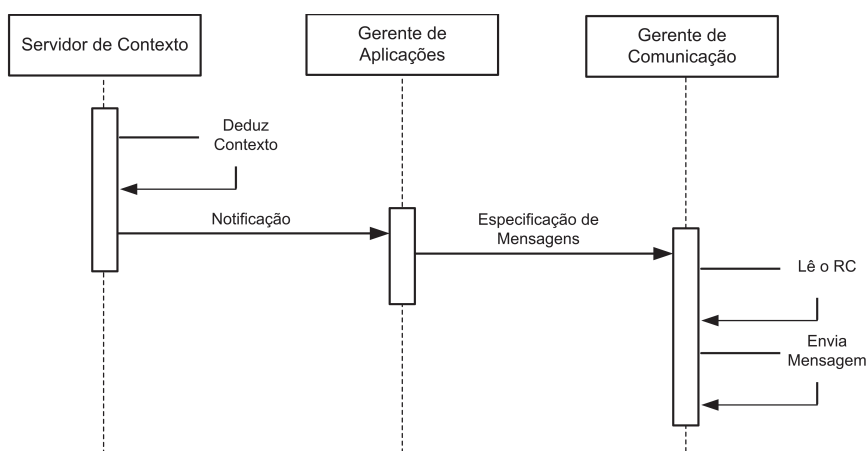 Servidor de Contexto
Gerente de
Aplicações
Gerente de
Comunicação
Deduz
Contexto
Notificação
Especificação de
Mensagens
Lê o RC
Envia
Mensagem